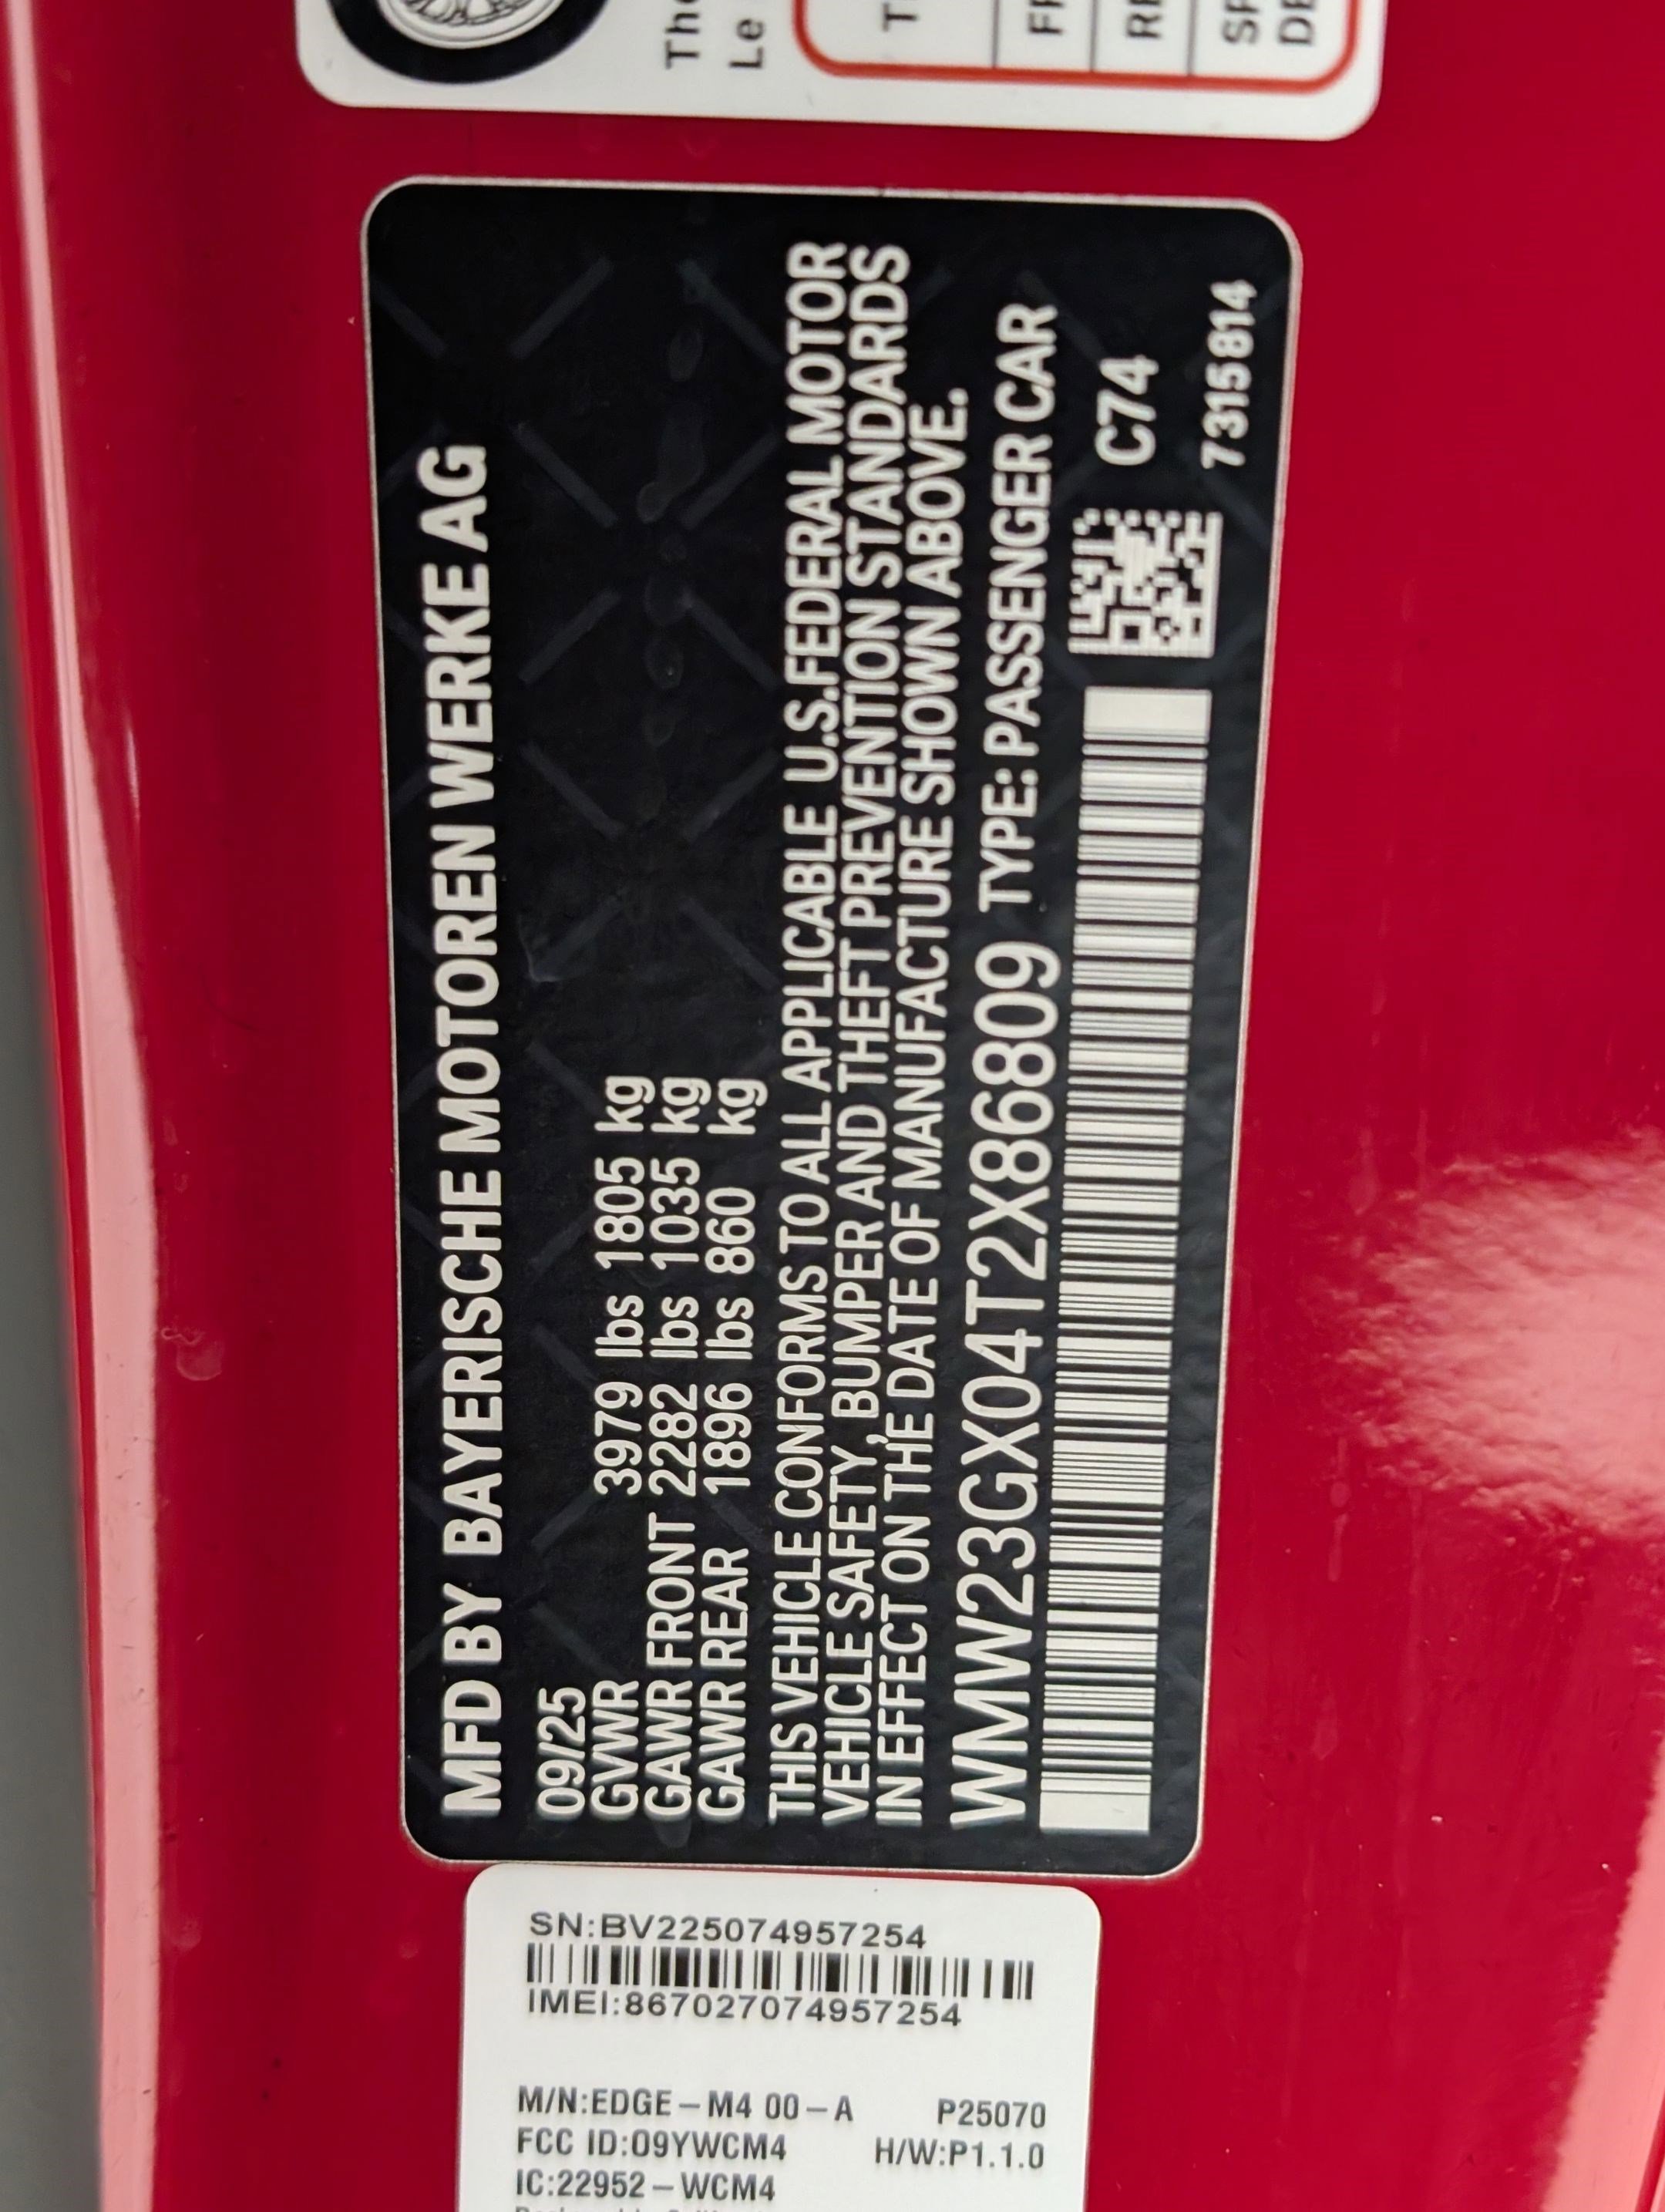 The
Le
MFD BY BAYERISCHE MOTOREN WERKE AG
09/25
GVWR 3979 lbs 1805 kg
GAWR FRONT 2282 lbs 1035 kg
GAWR REAR 1896 lbs 860 kg
THIS VEHICLE CONFORMS TO ALL APPLICABLE U.S.FEDERAL MOTOR
VEHICLE SAFETY, BUMPER AND THEFT PREVENTION STANDARDS
IN EFFECT ON THE DATE OF MANUFACTURE SHOWN ABOVE.
WMW23GX04T2X86809 TYPE: PASSENGER CAR
C74
7315814
SN:BV225074957254
IMEI:867027074957254
M/N:EDGE-M4 00-A P25070
FCC ID:O9YWCM4 H/W:P1.1.0
IC:22952-WCM4